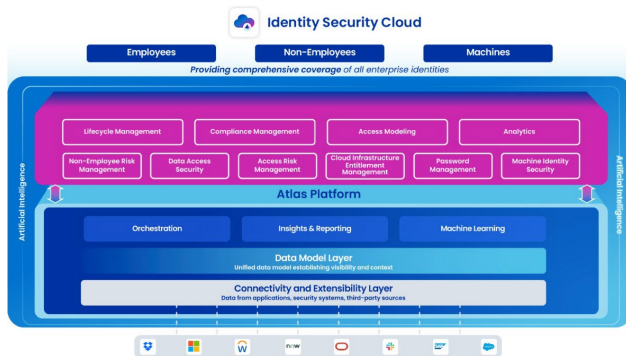 Identity Security Cloud
Employees
Non-Employees
Machines
Providing comprehensive coverage of all enterprise identities
Artificial Intelligence
Artificial Intelligence
Lifecycle Management
Compliance Management
Access Modeling
Analytics
Non-Employee Risk
Management
Data Access
Security
Access Risk
Management
Cloud Infrastructure
Entitlement
Management
Password
Management
Machine Identity
Security
Atlas Platform
Orchestration
Insights & Reporting
Machine Learning
Data Model Layer
Unified data model establishing visibility and context
Connectivity and Extensibility Layer
Data from applications, security systems, third-party sources
now
SAP